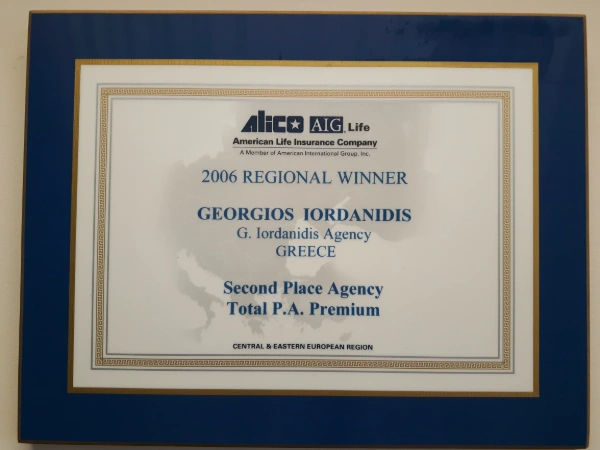 ALICO AIG Life
American Life Insurance Company
A Member of American International Group, Inc.
2006 REGIONAL WINNER
GEORGIOS IORDANIDIS
G. Iordanidis Agency
GREECE
Second Place Agency
Total P.A. Premium
CENTRAL & EASTERN EUROPEAN REGION